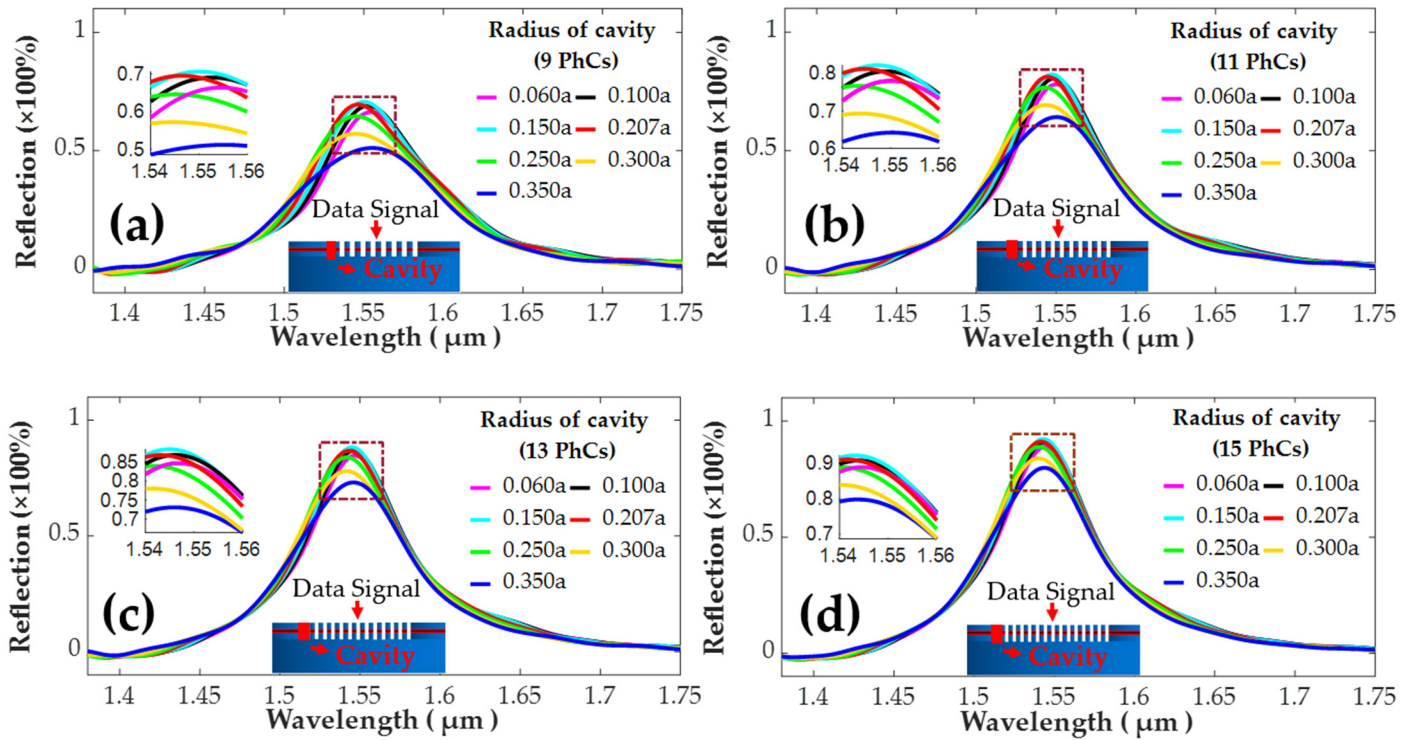 Reflection (×100%)
1
0.5
0
0.7
0.6
0.5
1.54 1.55 1.56
Radius of cavity
(9 PhCs)
0.060a 0.100a
0.150a 0.207a
0.250a 0.300a
0.350a
(a)
Data Signal
Cavity
1.4 1.45 1.5 1.55 1.6 1.65 1.7 1.75
Wavelength ( μm )
Reflection (×100%)
1
0.5
0
0.8
0.7
0.6
1.54 1.55 1.56
Radius of cavity
(11 PhCs)
0.060a 0.100a
0.150a 0.207a
0.250a 0.300a
0.350a
(b)
Data Signal
Cavity
1.4 1.45 1.5 1.55 1.6 1.65 1.7 1.75
Wavelength ( μm )
Reflection (×100%)
1
0.5
0
0.85
0.8
0.75
0.7
1.54 1.55 1.56
Radius of cavity
(13 PhCs)
0.060a 0.100a
0.150a 0.207a
0.250a 0.300a
0.350a
(c)
Data Signal
Cavity
1.4 1.45 1.5 1.55 1.6 1.65 1.7 1.75
Wavelength ( μm )
Reflection (×100%)
1
0.5
0
0.9
0.8
0.7
1.54 1.55 1.56
Radius of cavity
(15 PhCs)
0.060a 0.100a
0.150a 0.207a
0.250a 0.300a
0.350a
(d)
Data Signal
Cavity
1.4 1.45 1.5 1.55 1.6 1.65 1.7 1.75
Wavelength ( μm )